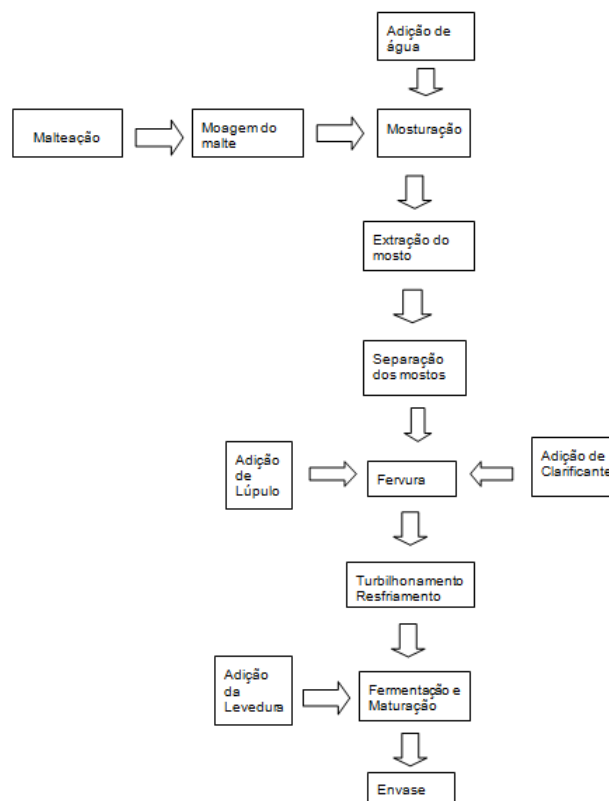 Adição de
água
Malteação
Moagem do
malte
Mosturação
Extração do
mosto
Separação
dos mostos
Adição
de
Lúpulo
Fervura
Adição de
Clarificante
Turbilhonamento
Resfriamento
Adição
da
Levedura
Fermentação e
Maturação
Envase